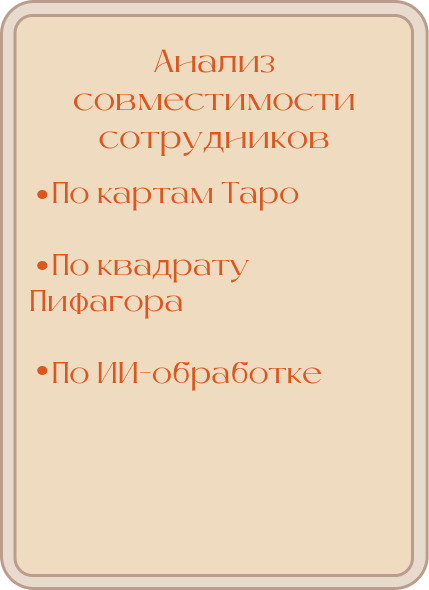 Анализ
совместимости
сотрудников
•По картам Таро
•По квадрату
Пифагора
•По ИИ-обработке